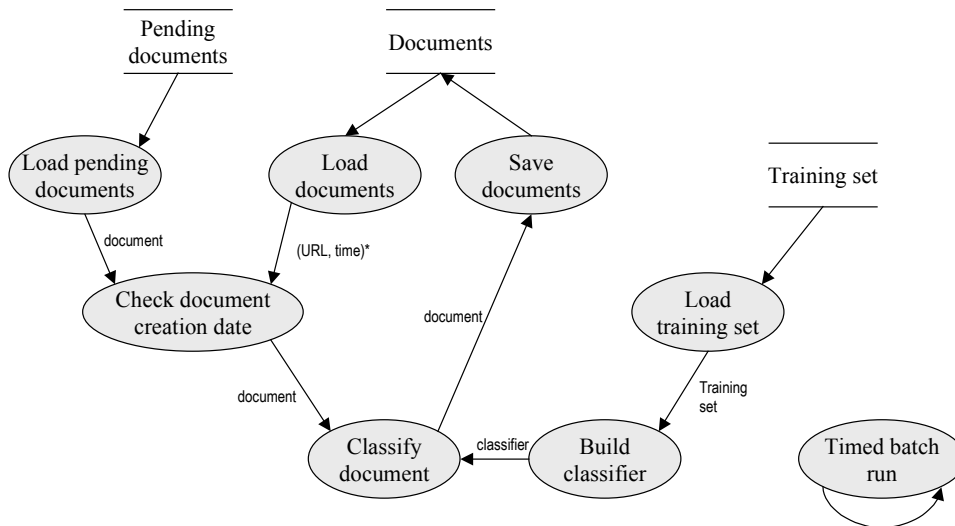 Pending
documents
Documents
Load pending
documents
Load
documents
Save
documents
Training set
document
(URL, time)*
Check document
creation date
document
Load
training set
document
Training
set
Classify
document
classifier
Build
classifier
Timed batch
run